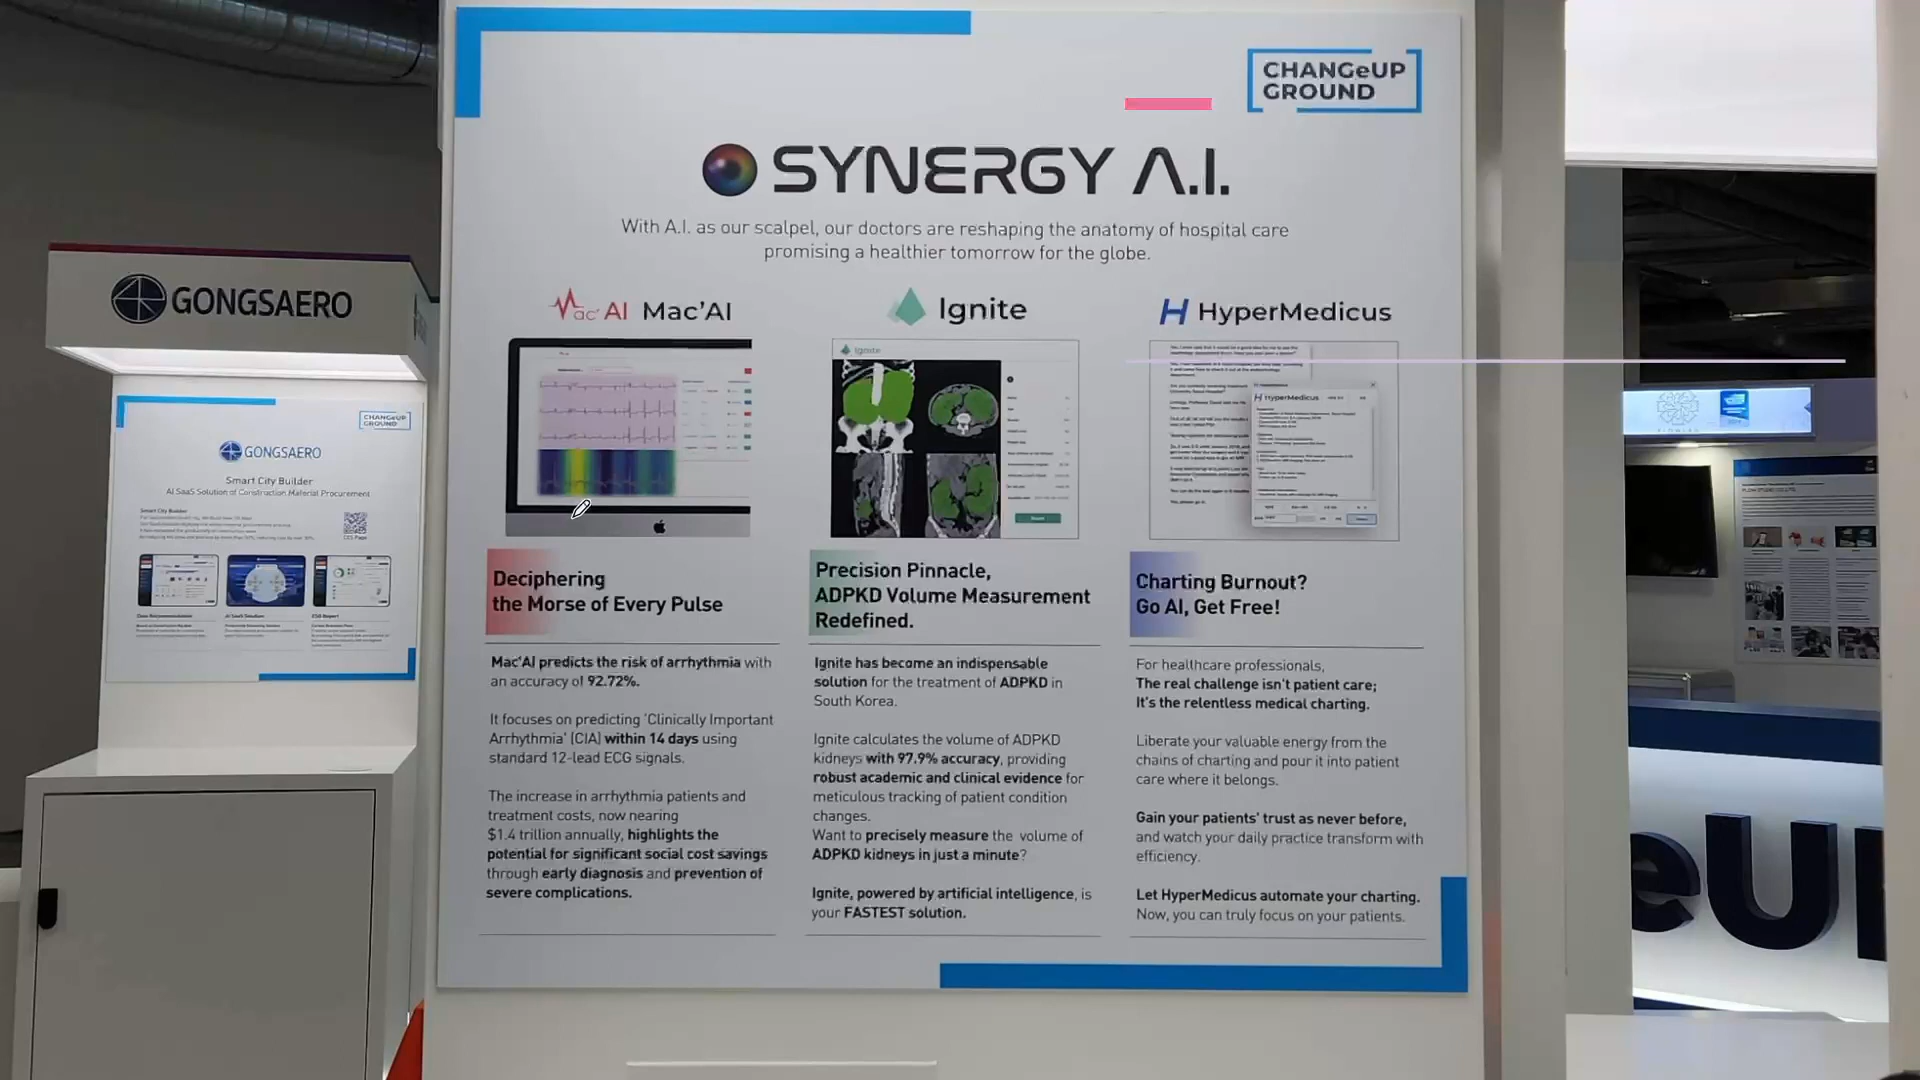 CHANGeUP
GROUND
SYNERGY A.I.
With A.I. as our scalpel, our doctors are reshaping the anatomy of hospital care
promising a healthier tomorrow for the globe.
ac' AI Mac'AI
Deciphering
the Morse of Every Pulse
Mac'AI predicts the risk of arrhythmia with
an accuracy of 92.72%.
It focuses on predicting 'Clinically Important
Arrhythmia' (CIA) within 14 days using
standard 12-lead ECG signals.
The increase in arrhythmia patients and
treatment costs, now nearing
$1.4 trillion annually, highlights the
potential for significant social cost savings
through early diagnosis and prevention of
severe complications.
Ignite
Ignite
Precision Pinnacle,
ADPKD Volume Measurement
Redefined.
Ignite has become an indispensable
solution for the treatment of ADPKD in
South Korea.
Ignite calculates the volume of ADPKD
kidneys with 97.9% accuracy, providing
robust academic and clinical evidence for
meticulous tracking of patient condition
changes.
Want to precisely measure the volume of
ADPKD kidneys in just a minute?
Ignite, powered by artificial intelligence, is
your FASTEST solution.
H HyperMedicus
H HyperMedicus
Charting Burnout?
Go AI, Get Free!
For healthcare professionals,
The real challenge isn't patient care;
It's the relentless medical charting.
Liberate your valuable energy from the
chains of charting and pour it into patient
care where it belongs.
Gain your patients' trust as never before,
and watch your daily practice transform with
efficiency.
Let HyperMedicus automate your charting.
Now, you can truly focus on your patients.
GONGSAERO
CHANGeUP
GROUND
GONGSAERO
Smart City Builder
AI SaaS Solution of Construction Material Procurement
Smart City Builder
eU